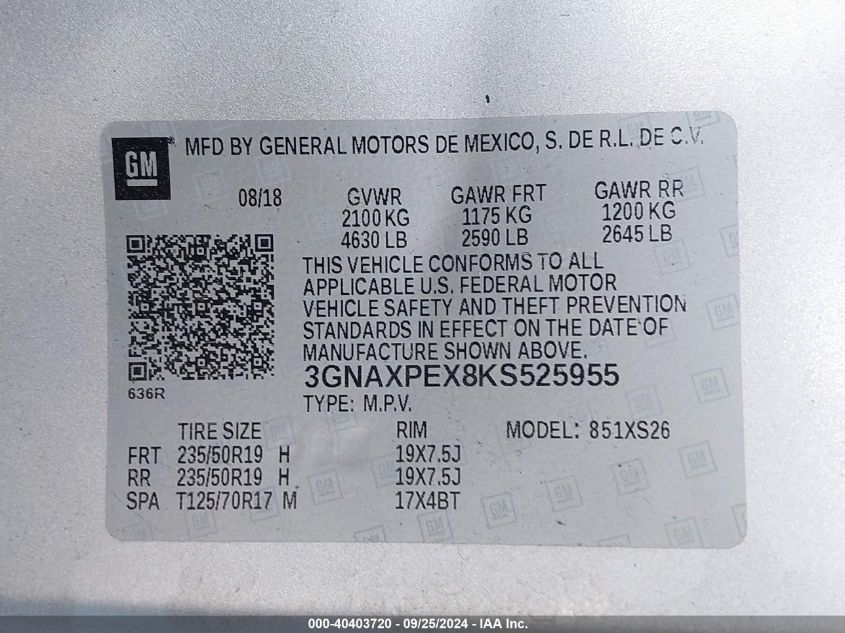 GM
MFD BY GENERAL MOTORS DE MEXICO, S. DE R.L. DE C.V.
08/18 GVWR GAWR FRT GAWR RR
2100 KG 1175 KG 1200 KG
4630 LB 2590 LB 2645 LB
THIS VEHICLE CONFORMS TO ALL
APPLICABLE U.S. FEDERAL MOTOR
VEHICLE SAFETY AND THEFT PREVENTION
STANDARDS IN EFFECT ON THE DATE OF
MANUFACTURE SHOWN ABOVE.
636R
3GNAXPEX8KS525955
TYPE: M.P.V.
TIRE SIZE RIM MODEL: 851XS26
FRT 235/50R19 H 19X7.5J
RR 235/50R19 H 19X7.5J
SPA T125/70R17 M 17X4BT
000-40403720 - 09/25/2024 - IAA Inc.